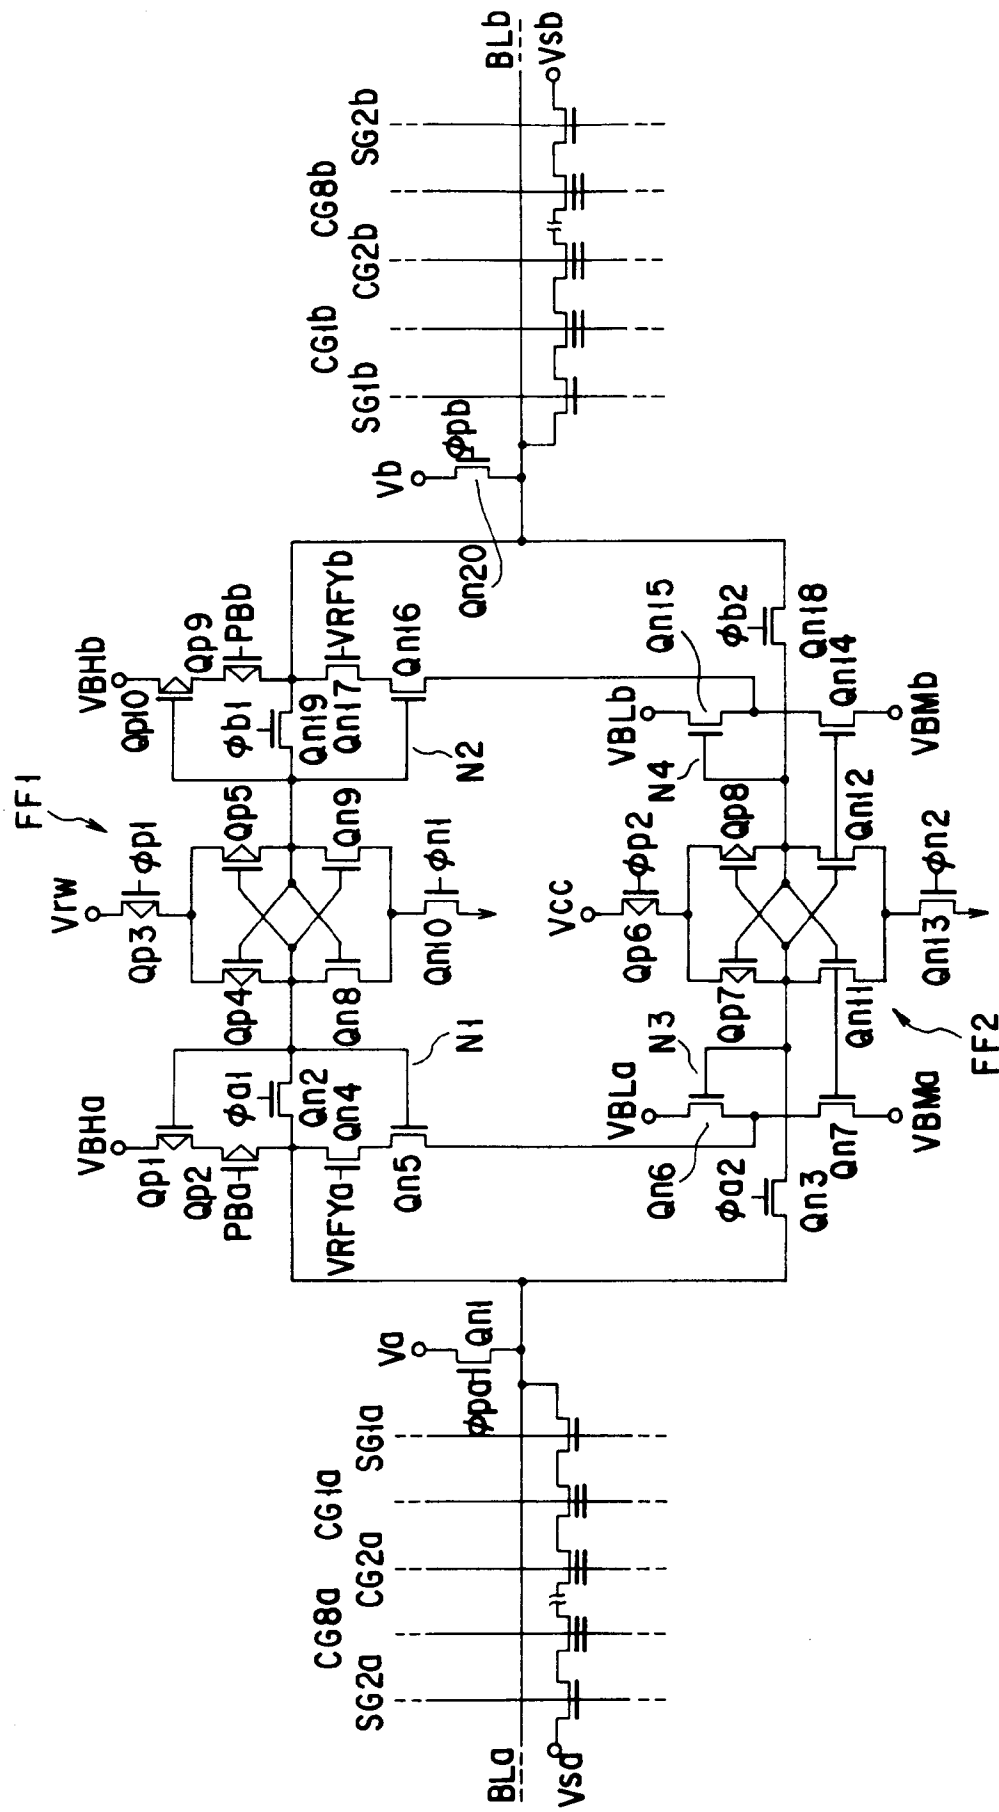 FF1
Vrw
Qp3
ϕp1
VBHa
Qp1
Qp2
PBa
ϕa1
Qn2
Qn4
VRFYa
Qn5
N1
Qp4
Qp5
Qn8
Qn9
Qn10
ϕn1
VBHb
Qp10
Qp9
PBb
ϕb1
Qn19
Qn17
VRFYb
Qn16
N2
Va
Qn1
ϕpa
Vb
ϕpb
Qn20
SG2a
CG8a
CG2a
CG1a
SG1a
BLa
Vsa
SG1b
CG1b
CG2b
CG8b
SG2b
BLb
Vsb
VBLa
N3
Qn6
ϕa2
Qn3
Qn7
VBMa
VCC
Qp6
ϕp2
Qp7
Qp8
Qn11
Qn12
Qn13
ϕn2
FF2
VBLb
N4
Qn15
ϕb2
Qn18
Qn14
VBMb